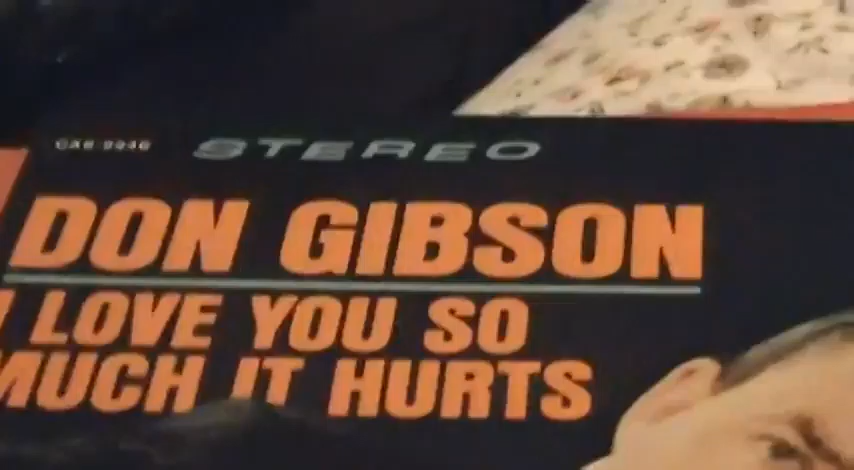 STEREO
DON GIBSON
I LOVE YOU SO
MUCH IT HURTS